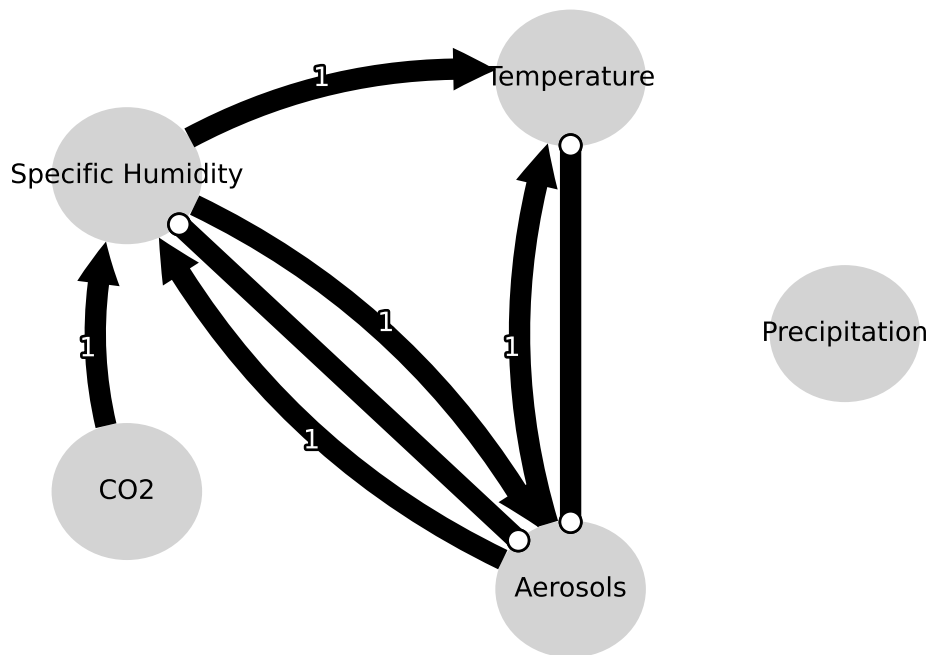 Temperature
1
Specific Humidity
1
Precipitation
1
1
1
CO2
Aerosols